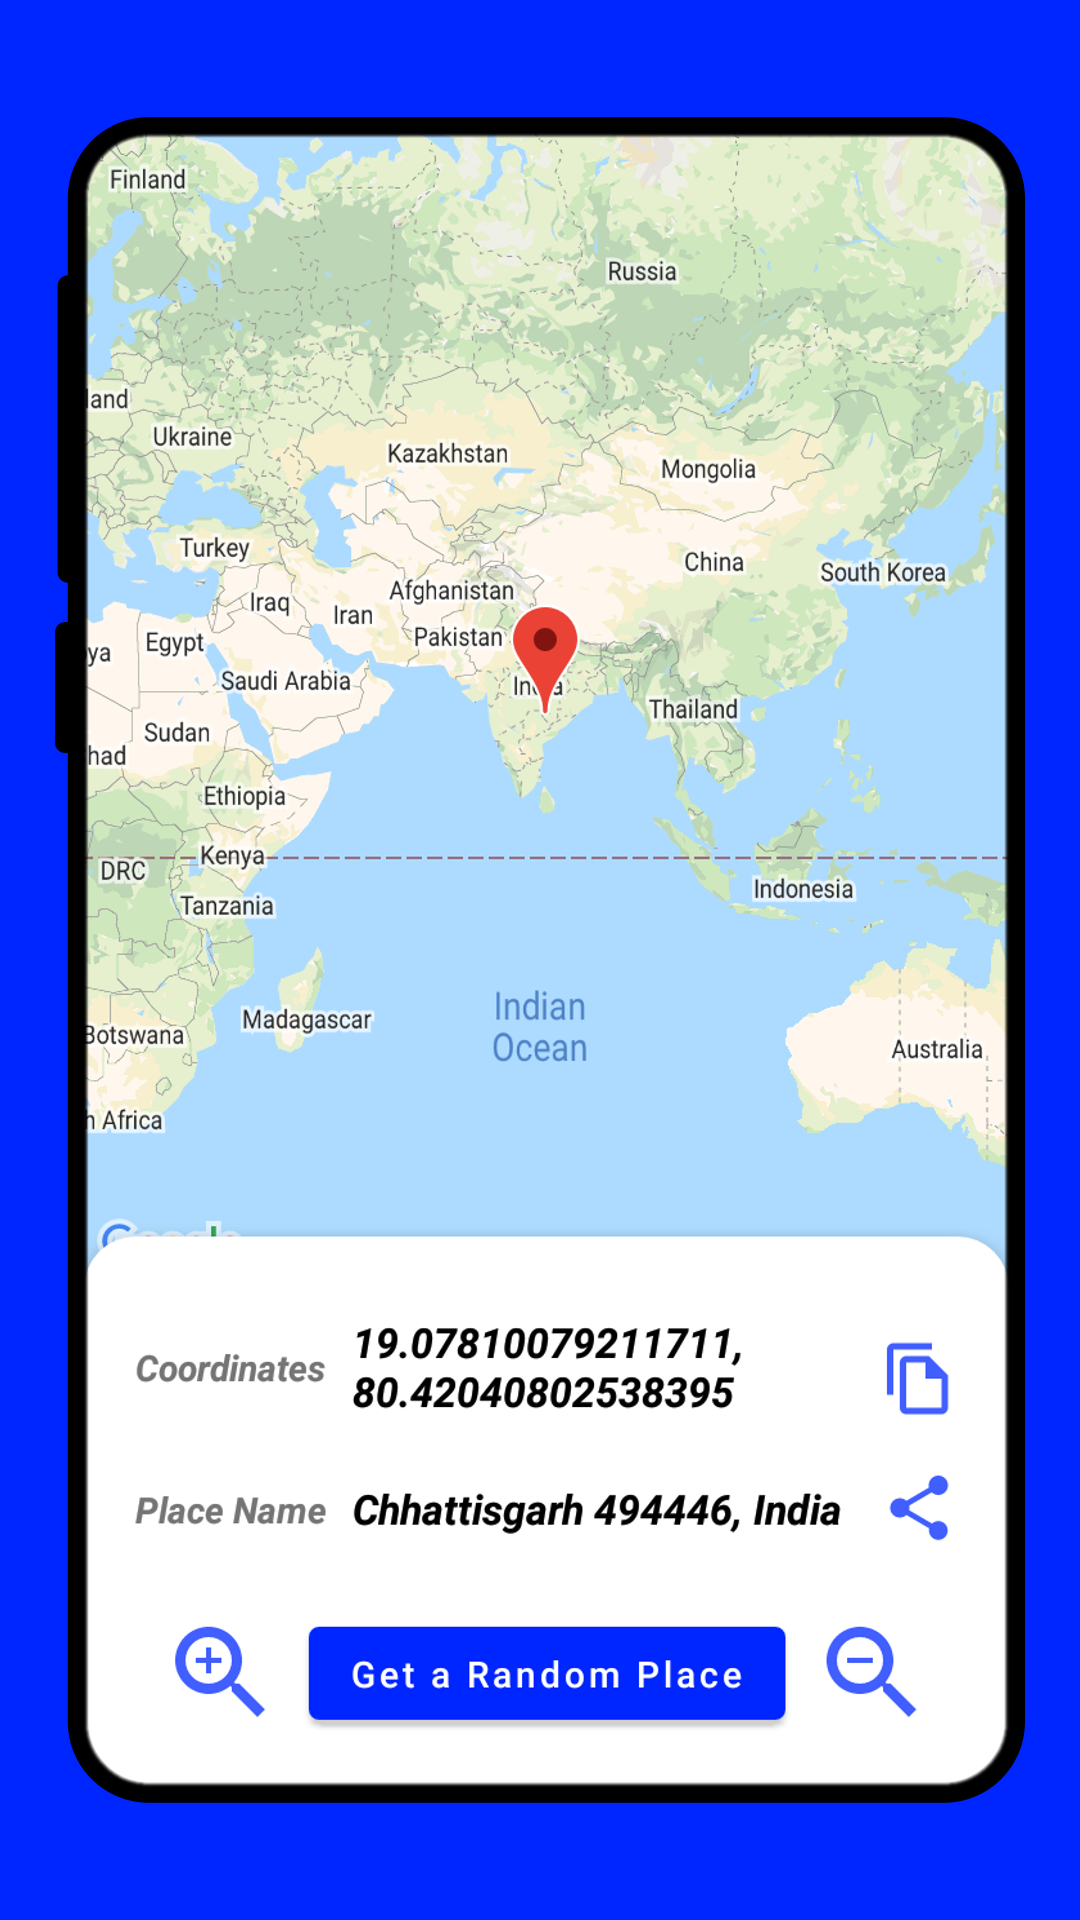 Finland
Russia
land
Ukraine
Kazakhstan
Mongolia
Turkey
China
South Korea
Afghanistan
Iraq
Iran
Pakistan
Egypt
ya
Saudi Arabia
India
Thailand
Sudan
had
Ethiopia
Kenya
DRC
Indonesia
Tanzania
Indian
Ocean
Madagascar
Botswana
Australia
h Africa
Google
19.07810079211711,
Coordinates
80.42040802538395
Place Name Chhattisgarh 494446, India
Get a Random Place